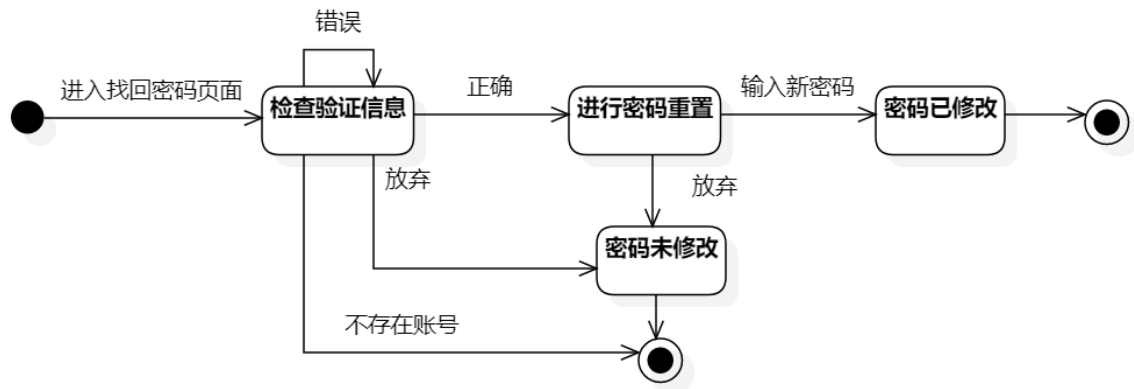 错误
进入找回密码页面
检查验证信息
正确
进行密码重置
输入新密码
密码已修改
放弃
放弃
密码未修改
不存在账号